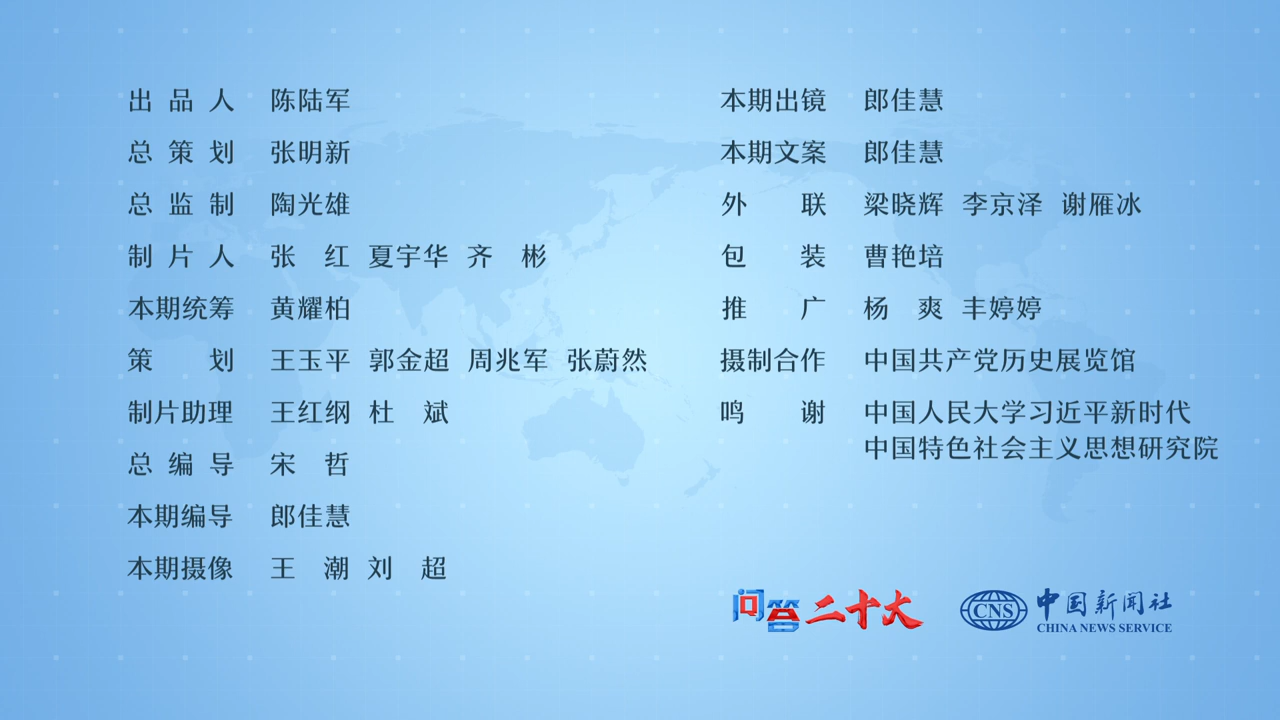 出品人 陈陆军
总策划 张明新
总监制 陶光雄
制片人 张红 夏宇华 齐彬
本期统筹 黄耀柏
策划 王玉平 郭金超 周兆军 张蔚然
制片助理 王红纲 杜斌
总编导 宋哲
本期编导 郎佳慧
本期摄像 王潮 刘超
本期出镜 郎佳慧
本期文案 郎佳慧
外联 梁晓辉 李京泽 谢雁冰
包装 曹艳培
推广 杨爽 丰婷婷
摄制合作 中国共产党历史展览馆
鸣谢 中国人民大学习近平新时代
中国特色社会主义思想研究院
问答二十大
CNS 中国新闻社
CHINA NEWS SERVICE